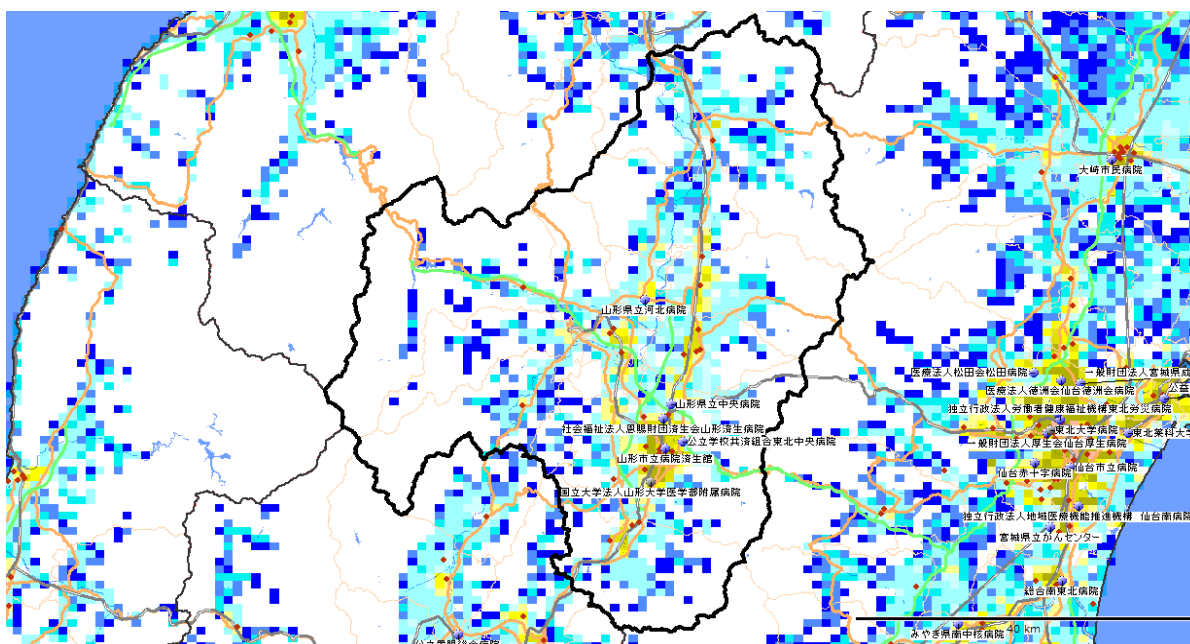 大崎市民病院
山形県立河北病院
医療法人松田会松田病院
一般財団法人宮城県成
医療法人徳洲会仙台徳洲会病院
公益
山形県立中央病院
独立行政法人労働者健康福祉機構東北労災病院
社会福祉法人恩賜財団済生会山形済生病院
東北大学病院
東北薬科大学
公立学校共済組合東北中央病院
一般財団法人厚生会仙台厚生病院
山形市立病院済生館
仙台赤十字病院
仙台市立病院
国立大学法人山形大学医学部附属病院
独立行政法人地域医療機能推進機構 仙台南病院
宮城県立がんセンター
総合南東北病院
みやぎ県南中核病院
40 km